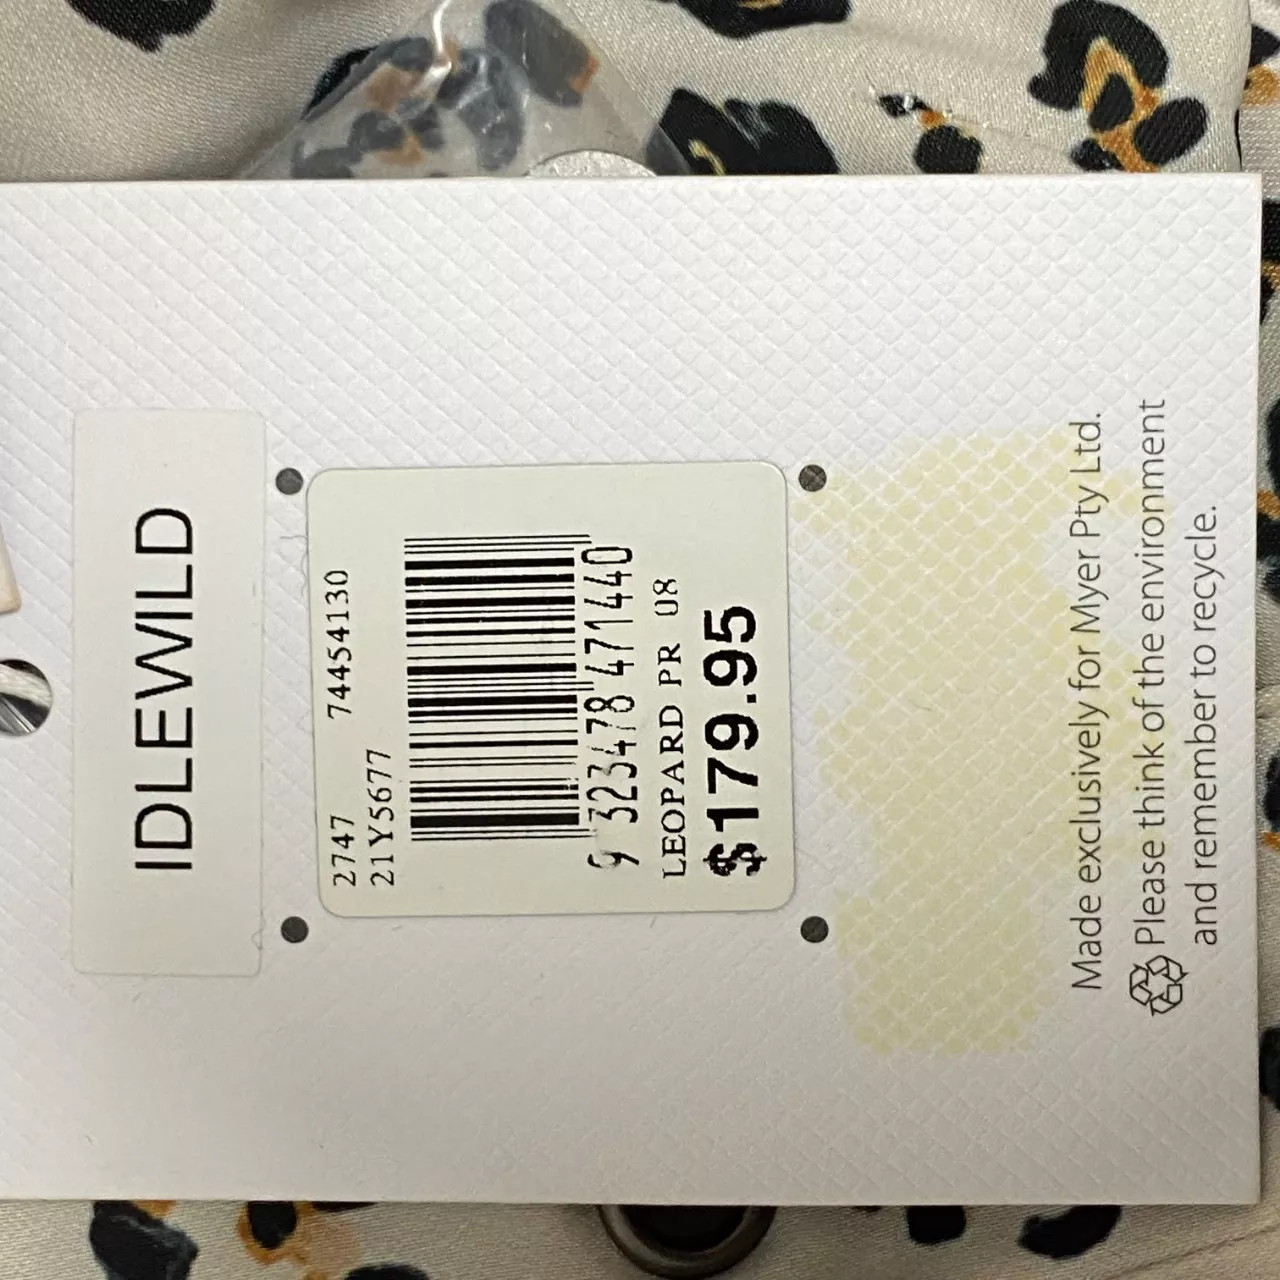 IDLEWILD
2747 74454130
21Y5677
9 323478 471440
LEOPARD PR 08
$179.95
Made exclusively for Myer Pty Ltd.
Please think of the environment
and remember to recycle.